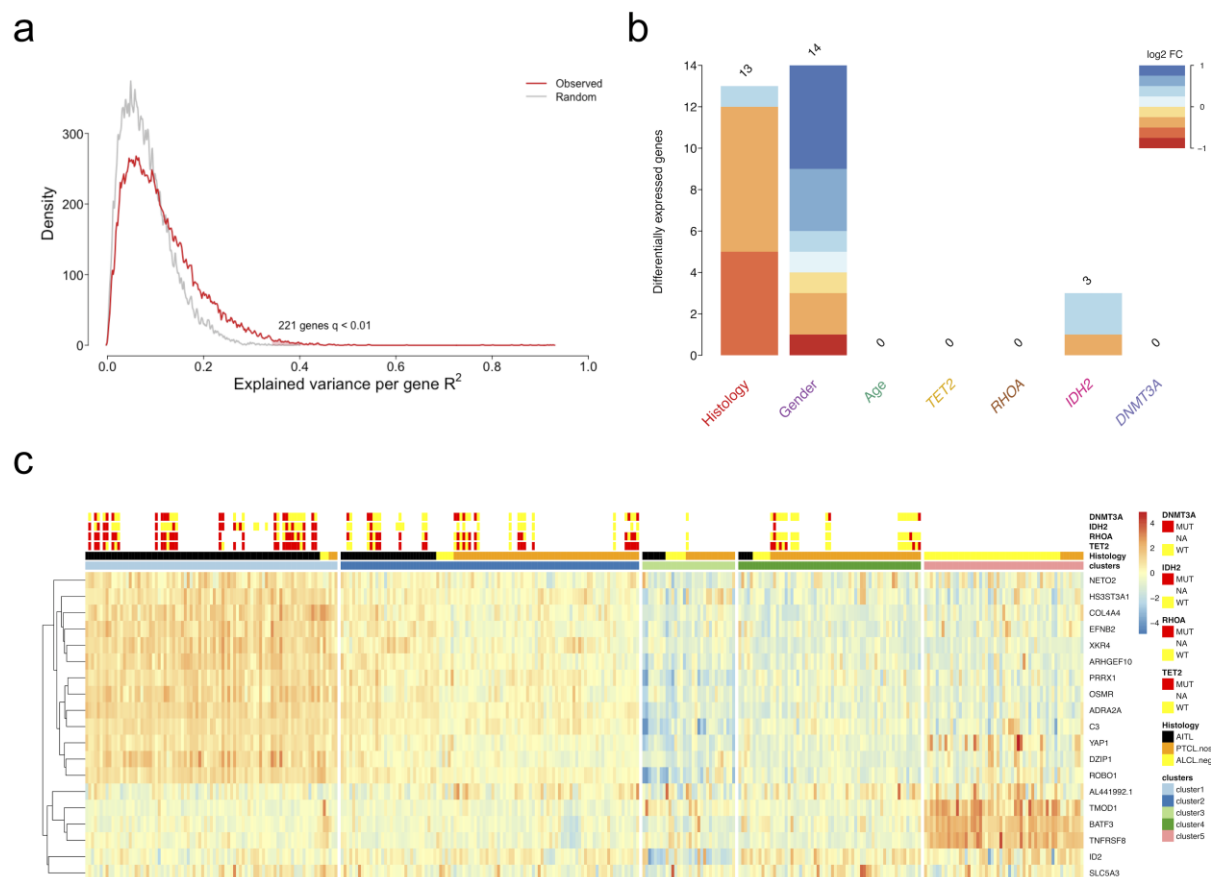 a
Observed
Random
Density
300
200
100
0
221 genes q < 0.01
0.0
0.2
0.4
0.6
0.8
1.0
Explained variance per gene R²
b
Differentially expressed genes
14
12
10
8
6
4
2
0
13
14
0
0
0
3
0
Histology
Gender
Age
TET2
RHOA
IDH2
DNMT3A
log2 FC
1
0
−1
c
DNMT3A
IDH2
RHOA
TET2
Histology
clusters
NETO2
HS3ST3A1
COL4A4
EFNB2
XKR4
ARHGEF10
PRRX1
OSMR
ADRA2A
C3
YAP1
DZIP1
ROBO1
AL441992.1
TMOD1
BATF3
TNFRSF8
ID2
SLC5A3
4
2
0
−2
−4
DNMT3A
MUT
NA
WT
IDH2
MUT
NA
WT
RHOA
MUT
NA
WT
TET2
MUT
NA
WT
Histology
AITL
PTCL.nos
ALCL.neg
clusters
cluster1
cluster2
cluster3
cluster4
cluster5